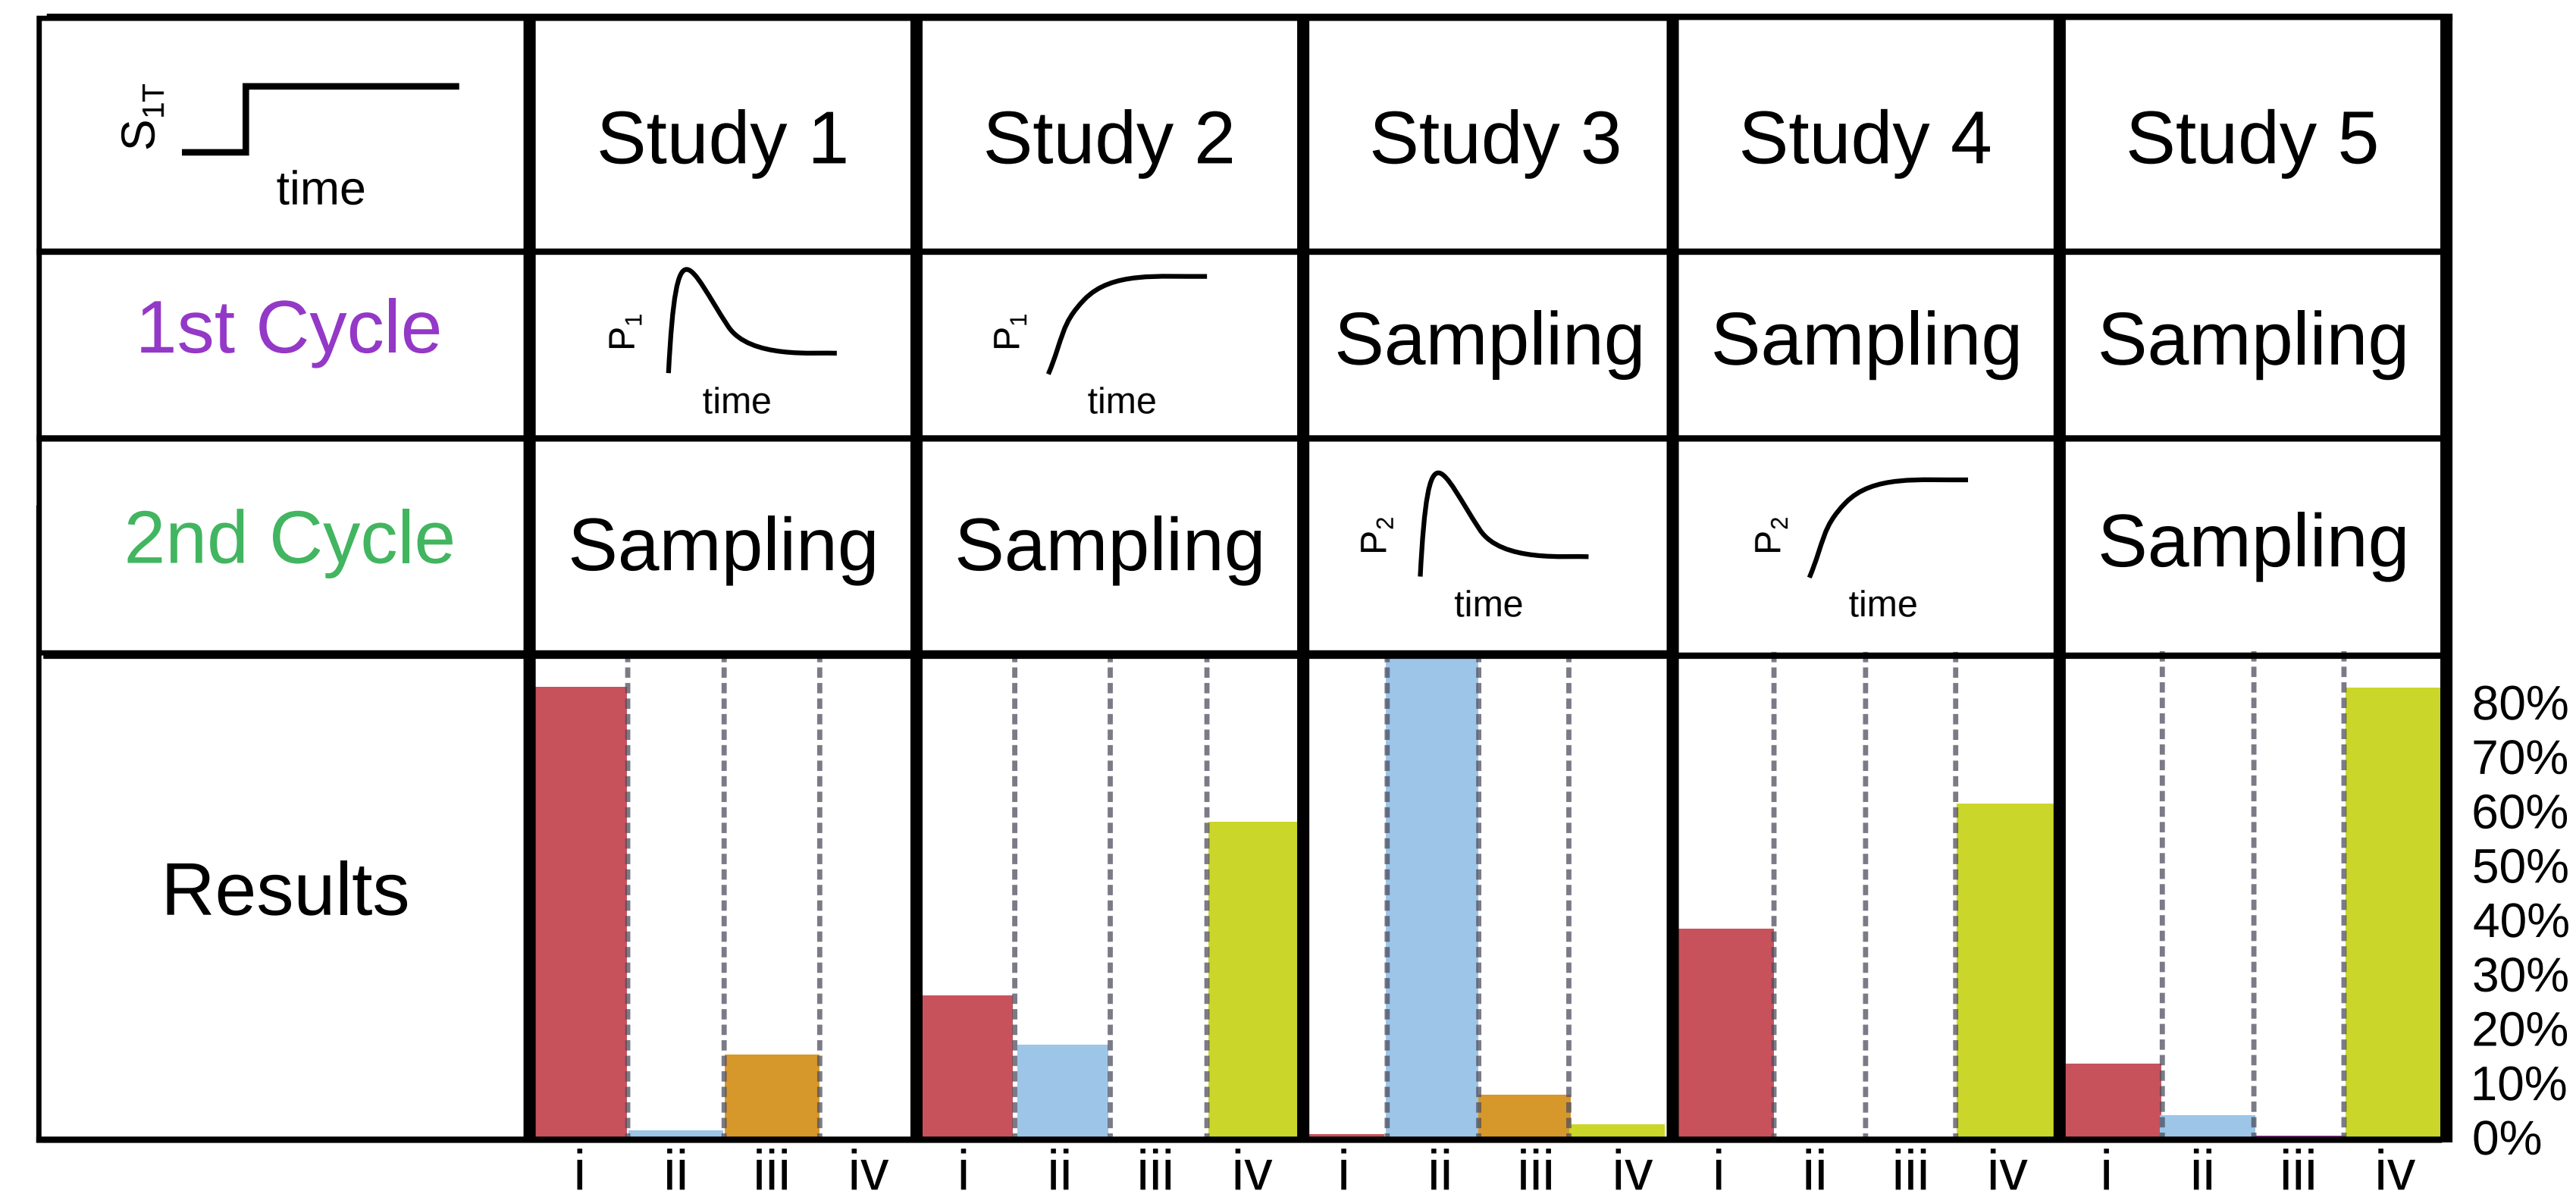 S1T
time
Study 1
Study 2
Study 3
Study 4
Study 5
1st Cycle
P1
time
P1
time
Sampling
Sampling
Sampling
2nd Cycle
Sampling
Sampling
P2
time
P2
time
Sampling
Results
80%
70%
60%
50%
40%
30%
20%
10%
0%
i ii iii iv i ii iii iv i ii iii iv i ii iii iv i ii iii iv